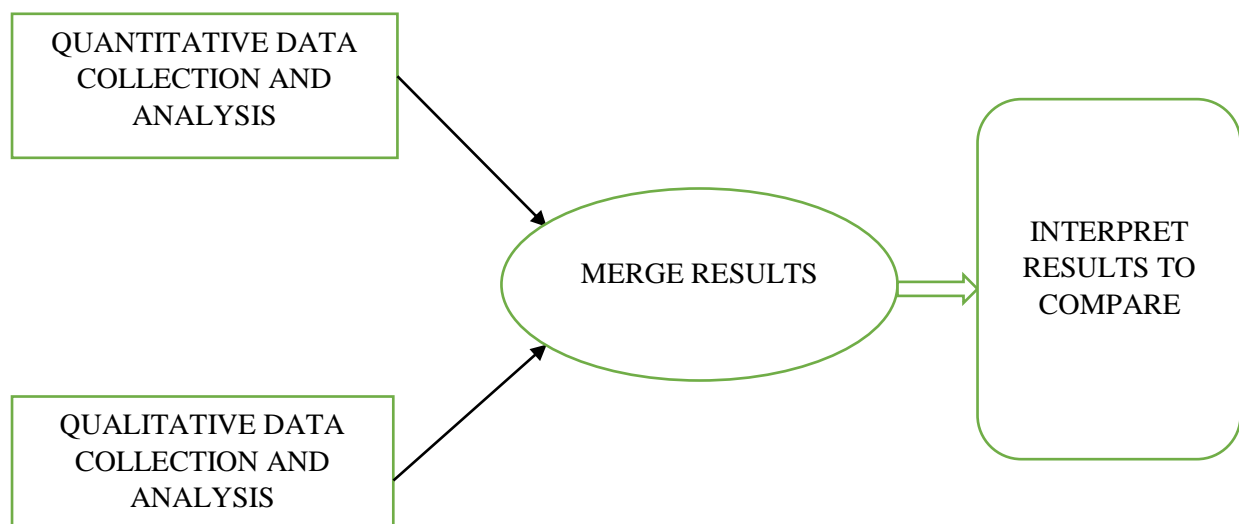 QUANTITATIVE DATA
COLLECTION AND
ANALYSIS
MERGE RESULTS
INTERPRET
RESULTS TO
COMPARE
QUALITATIVE DATA
COLLECTION AND
ANALYSIS